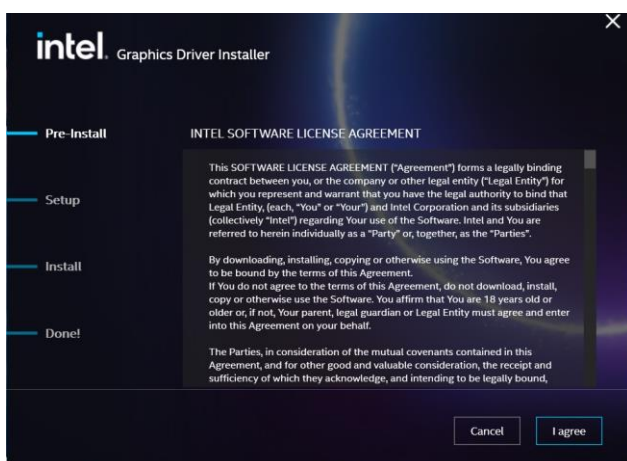 intel. Graphics Driver Installer
Pre-Install
Setup
Install
Done!
INTEL SOFTWARE LICENSE AGREEMENT
This SOFTWARE LICENSE AGREEMENT ("Agreement") forms a legally binding
contract between you, or the company or other legal entity ("Legal Entity") for
which you represent and warrant that you have the legal authority to bind that
Legal Entity, (each, "You" or "Your") and Intel Corporation and its subsidiaries
(collectively "Intel") regarding Your use of the Software. Intel and You are
referred to herein individually as a "Party" or, together, as the "Parties".
By downloading, installing, copying or otherwise using the Software, You agree
to be bound by the terms of this Agreement.
If You do not agree to the terms of this Agreement, do not download, install,
copy or otherwise use the Software. You affirm that You are 18 years old or
older or, if not, Your parent, legal guardian or Legal Entity must agree and enter
into this Agreement on your behalf.
The Parties, in consideration of the mutual covenants contained in this
Agreement, and for other good and valuable consideration, the receipt and
sufficiency of which they acknowledge, and intending to be legally bound,
Cancel
I agree